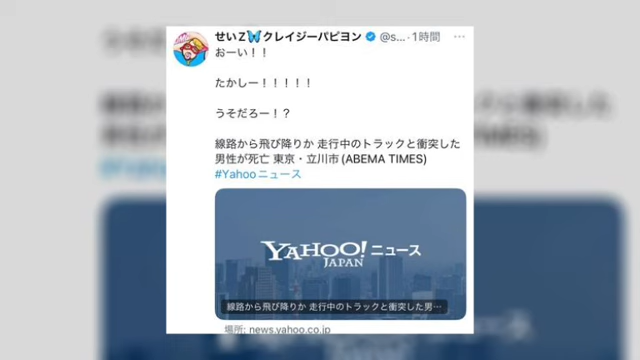 せいZ🦋クレイジーパピヨン @s... · 1時間 ...
おーい！！
たかしー！！！！！
うそだろー！？
線路から飛び降りか 走行中のトラックと衝突した
男性が死亡 東京・立川市 (ABEMA TIMES)
#Yahooニュース
YAHOO! ニュース
JAPAN
線路から飛び降りか 走行中のトラックと衝突した男…
場所: news.yahoo.co.jp